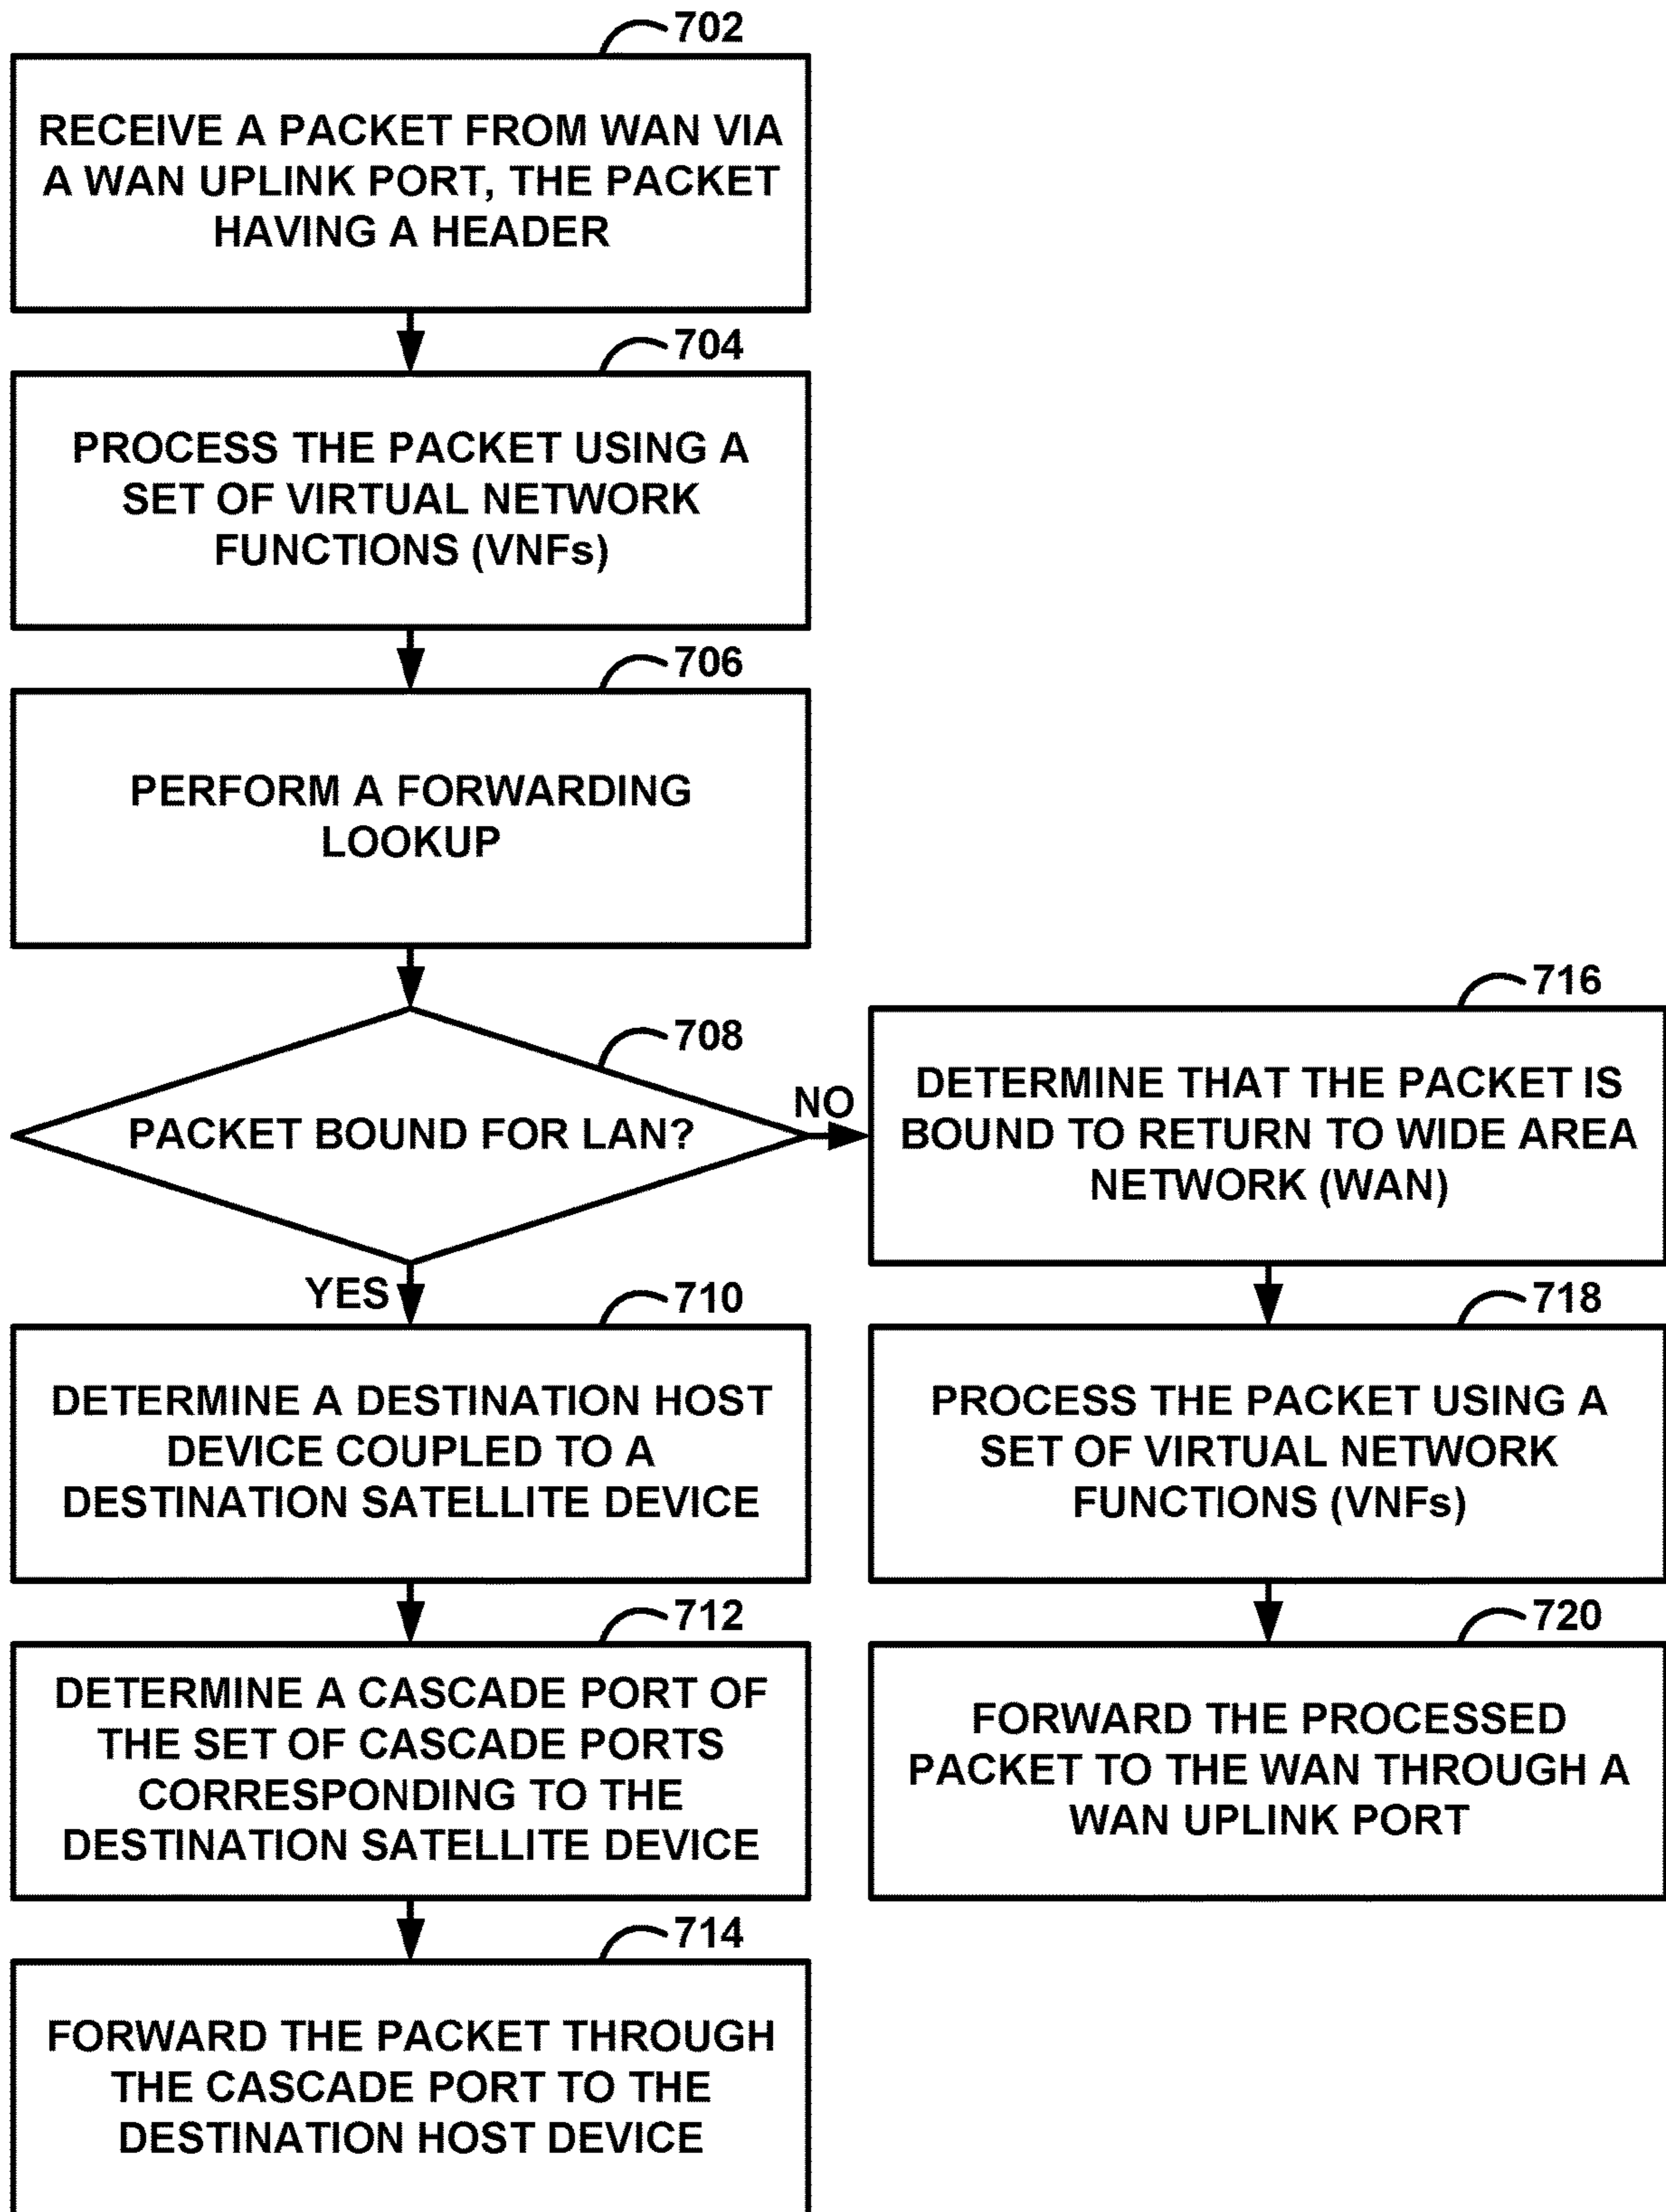 702
RECEIVE A PACKET FROM WAN VIA
A WAN UPLINK PORT, THE PACKET
HAVING A HEADER
704
PROCESS THE PACKET USING A
SET OF VIRTUAL NETWORK
FUNCTIONS (VNFs)
706
PERFORM A FORWARDING
LOOKUP
708
PACKET BOUND FOR LAN?
NO
YES
710
DETERMINE A DESTINATION HOST
DEVICE COUPLED TO A
DESTINATION SATELLITE DEVICE
712
DETERMINE A CASCADE PORT OF
THE SET OF CASCADE PORTS
CORRESPONDING TO THE
DESTINATION SATELLITE DEVICE
714
FORWARD THE PACKET THROUGH
THE CASCADE PORT TO THE
DESTINATION HOST DEVICE
716
DETERMINE THAT THE PACKET IS
BOUND TO RETURN TO WIDE AREA
NETWORK (WAN)
718
PROCESS THE PACKET USING A
SET OF VIRTUAL NETWORK
FUNCTIONS (VNFs)
720
FORWARD THE PROCESSED
PACKET TO THE WAN THROUGH A
WAN UPLINK PORT